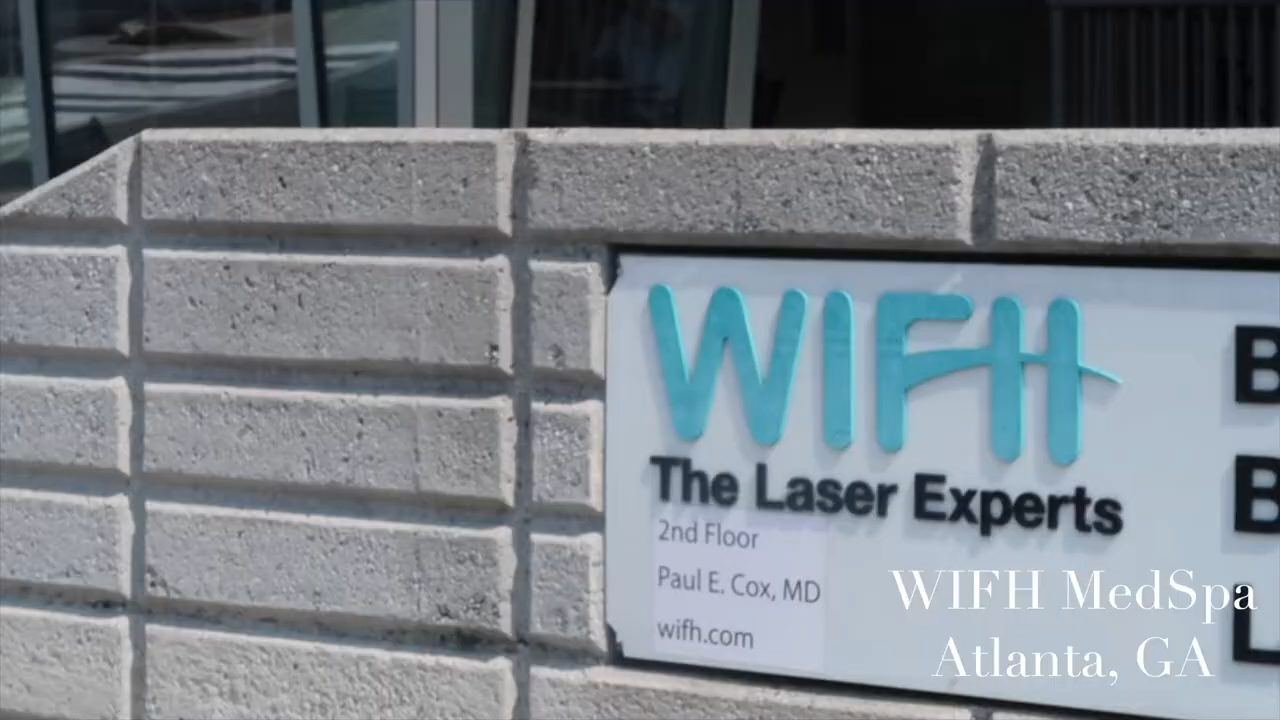 WIFH
The Laser Experts
2nd Floor
Paul E. Cox, MD
wifh.com
B
B
L
WIFH MedSpa
Atlanta, GA